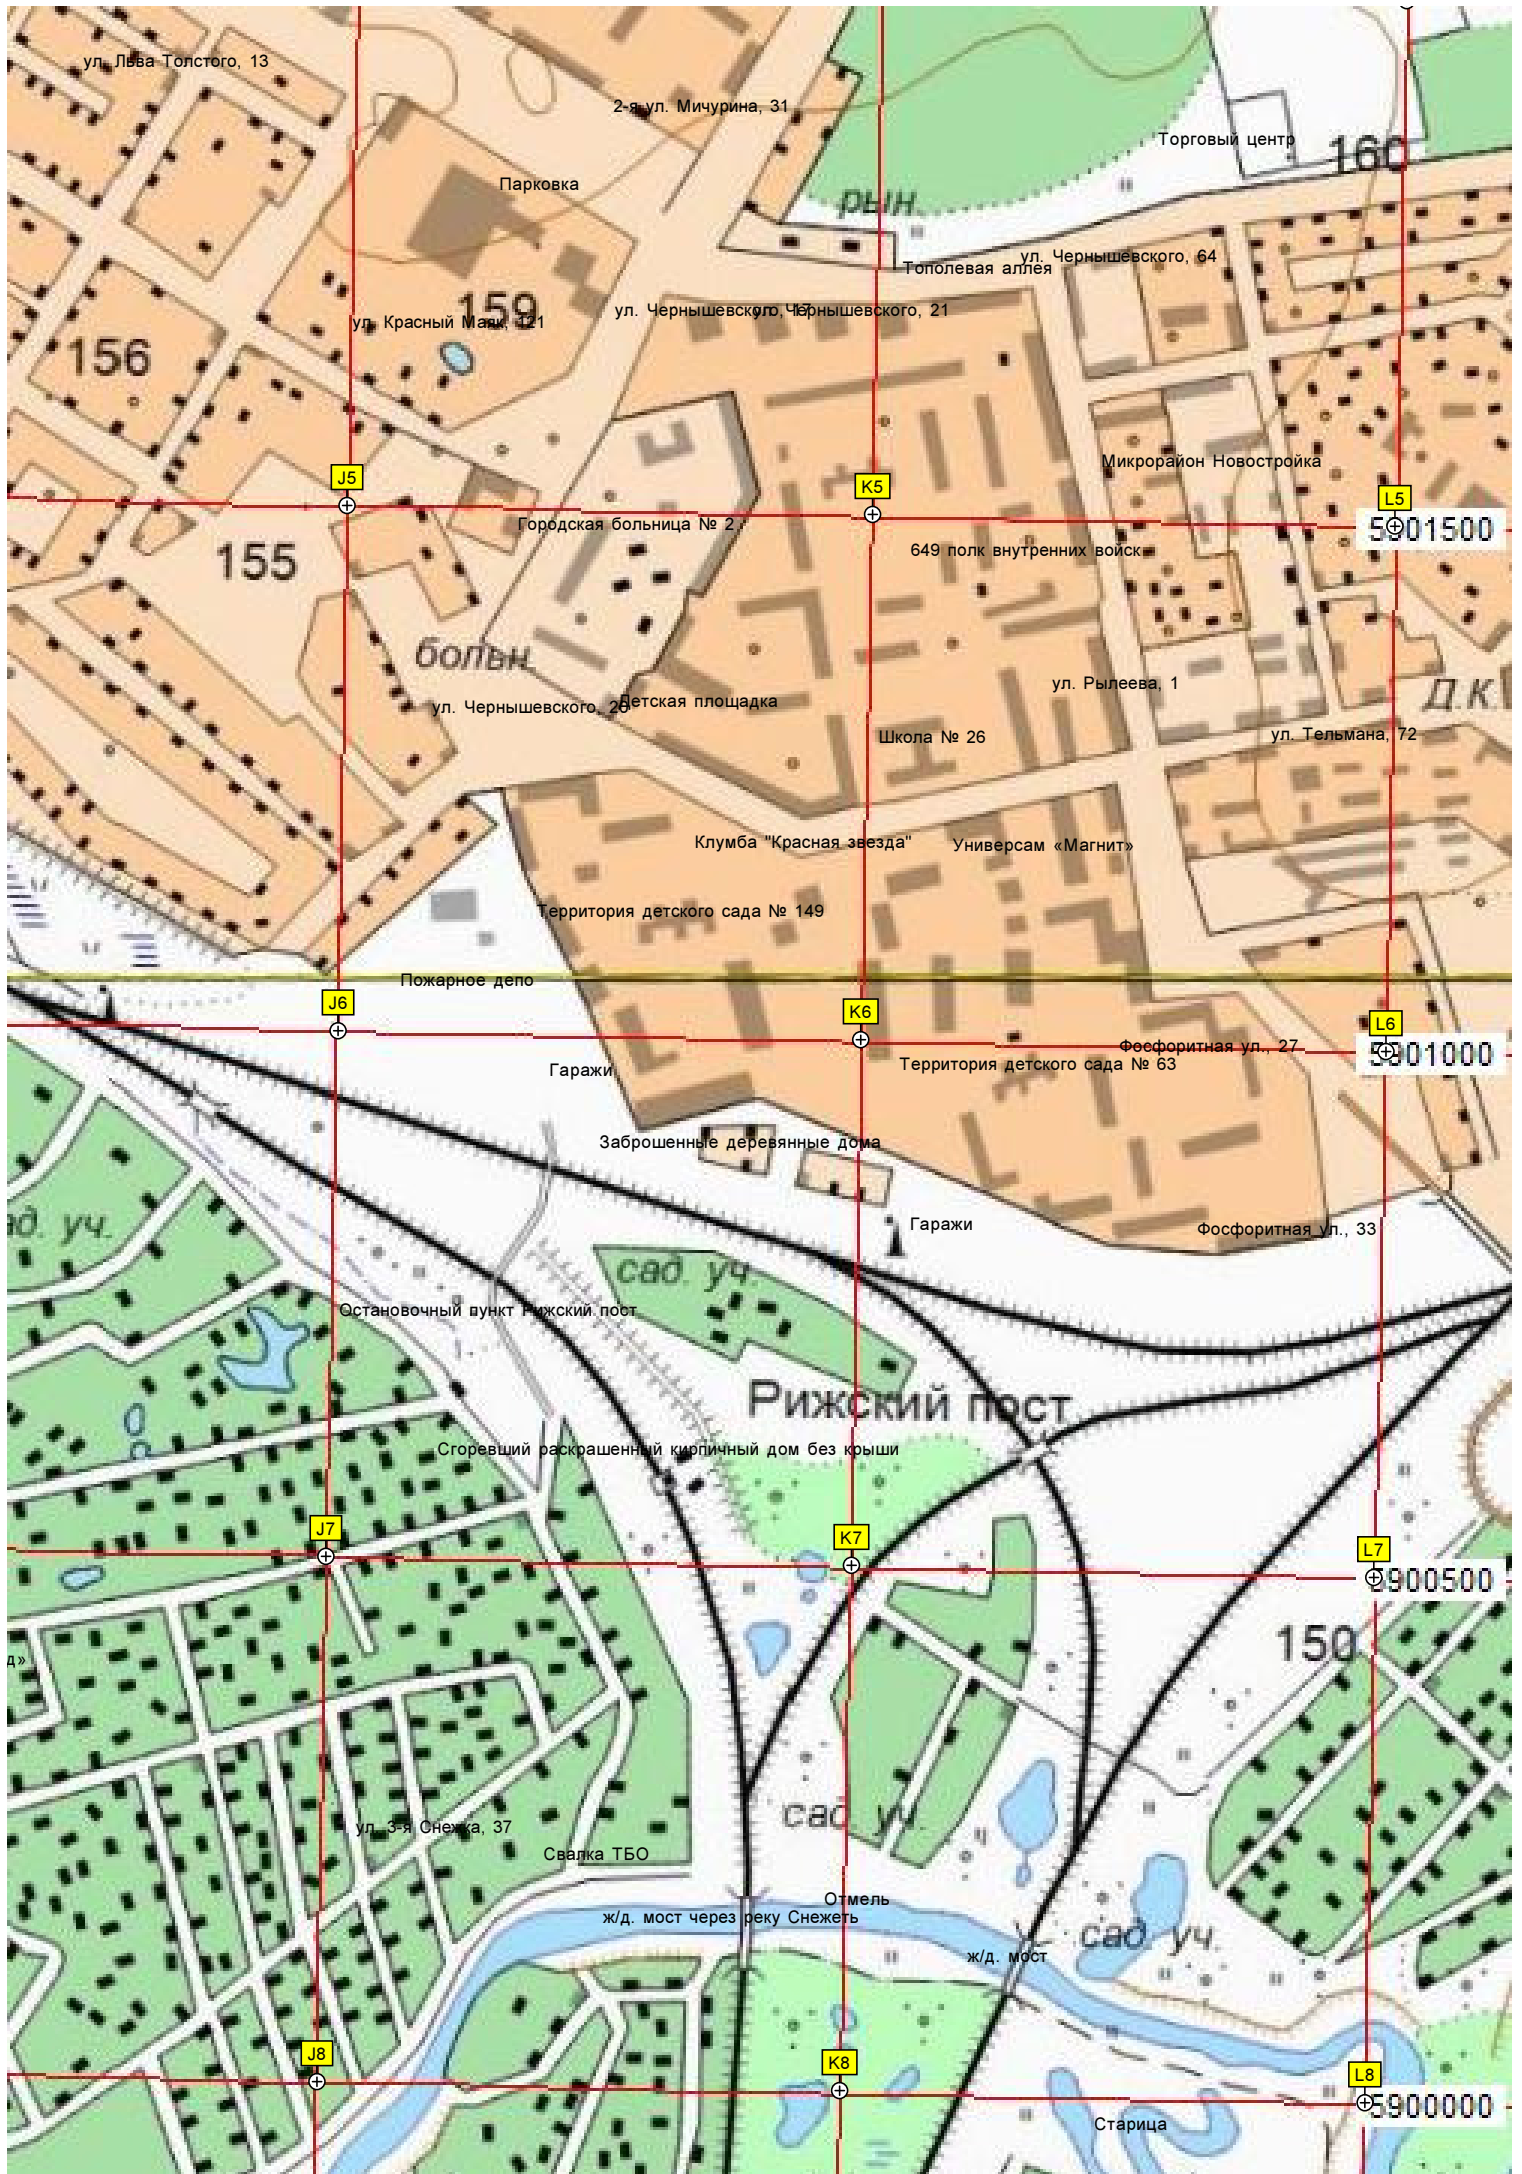 ул. Льва Толстого, 13
2-я ул. Мичурина, 31
Торговый центр
160
Парковка
рын.
ул. Чернышевского, 64
Тополевая аллея
159
ул. Чернышевского, 17
ул. Чернышевского, 21
ул. Красный Маяк, 121
156
Микрорайон Новостройка
J5
K5
L5
Городская больница № 2
5901500
649 полк внутренних войск
155
больн.
ул. Рылеева, 1
Д.К.
Детская площадка
ул. Чернышевского, 20
Школа № 26
ул. Тельмана, 72
Клумба "Красная звезда"
Универсам «Магнит»
Территория детского сада № 149
Пожарное депо
J6
K6
L6
Фосфоритная ул., 27
5901000
Территория детского сада № 63
Гаражи
Заброшенные деревянные дома
ад. уч.
Гаражи
Фосфоритная ул., 33
сад. уч.
Остановочный пункт Рижский пост
Рижский пост
Сгоревший раскрашенный кирпичный дом без крыши
J7
K7
L7
5900500
150
д»
сад. уч.
ул. 3-я Снежка, 37
Свалка ТБО
Отмель
ж/д. мост через реку Снежеть
сад. уч.
ж/д. мост
J8
K8
L8
5900000
Старица